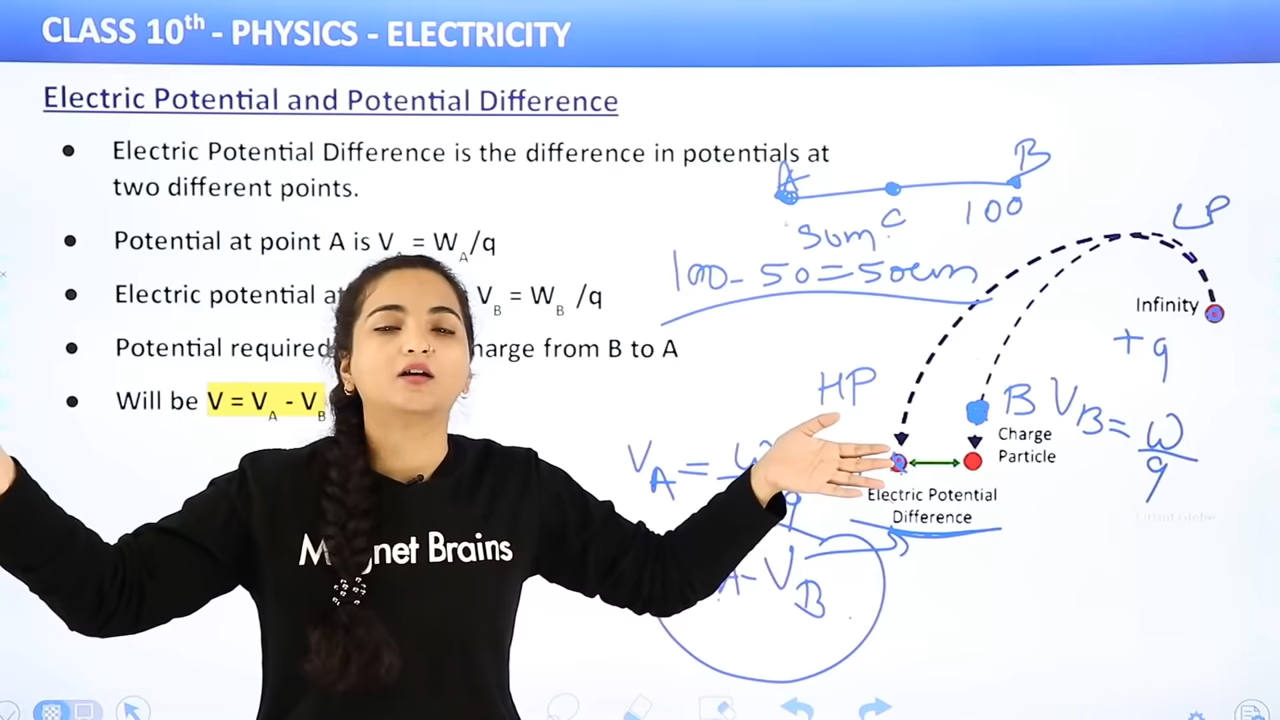 CLASS 10th - PHYSICS - ELECTRICITY
Electric Potential and Potential Difference
• Electric Potential Difference is the difference in potentials at
two different points.
• Potential at point A is V = WA/q
• Electric potential a VB = WB /q
• Potential required harge from B to A
• Will be V = VA - VB
A B
C 100
50m
100 - 50 = 50cm
LP
Infinity
+q
HP
B VB = W/q
Charge
Particle
VA = W
q
Electric Potential
Difference
A - VB
Magnet Brains